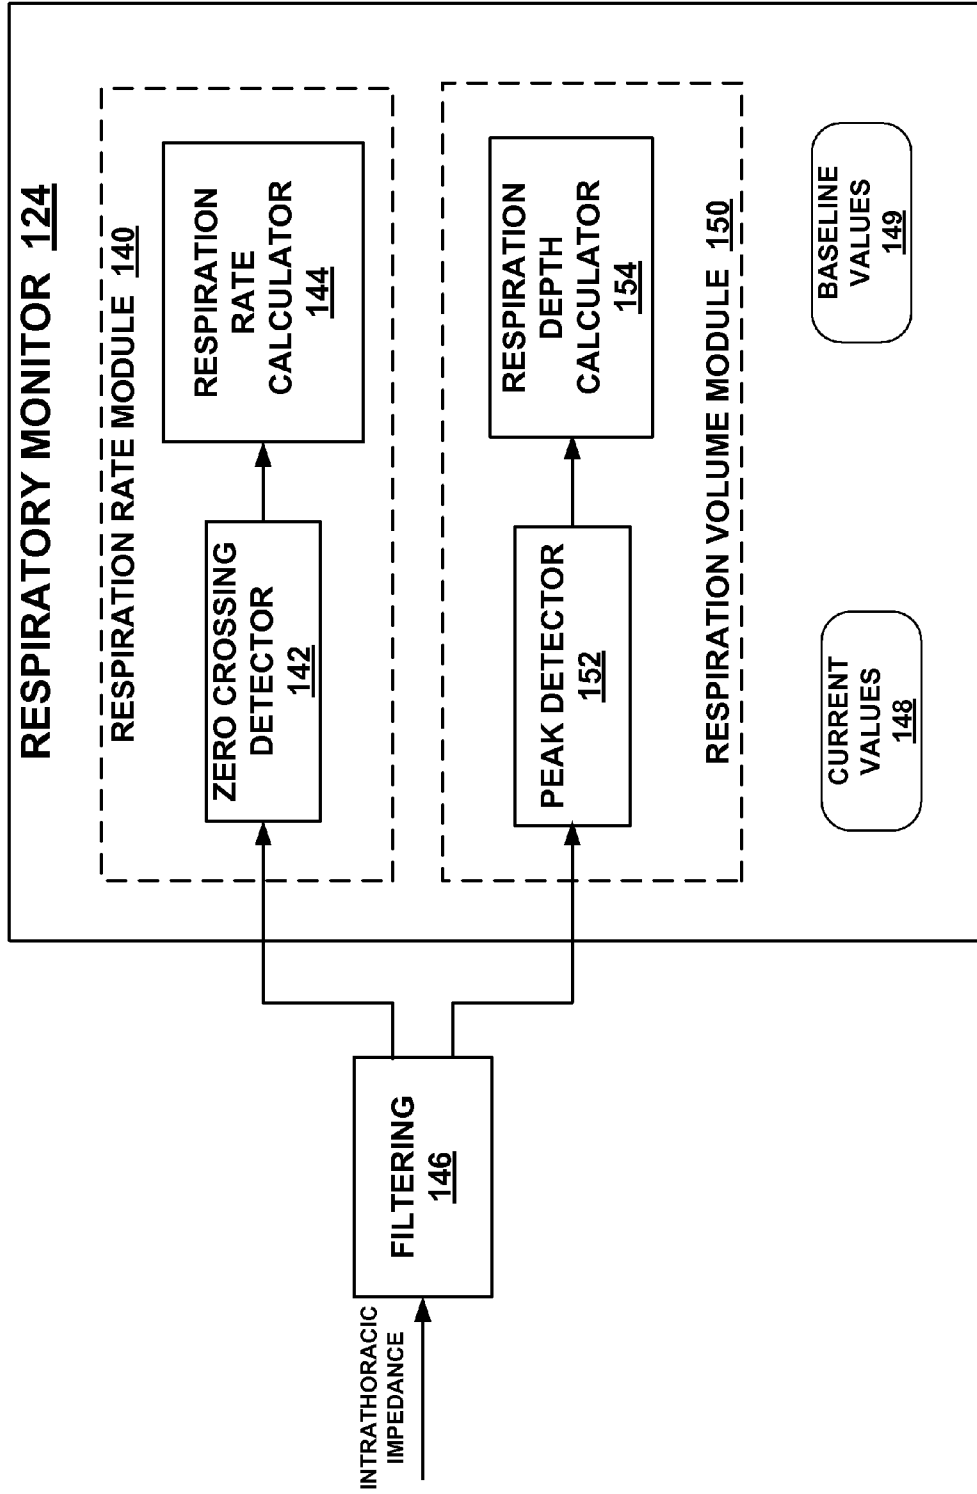 RESPIRATORY MONITOR 124
RESPIRATION RATE MODULE 140
ZERO CROSSING
DETECTOR
142
RESPIRATION
RATE
CALCULATOR
144
INTRATHORACIC
IMPEDANCE
FILTERING
146
PEAK DETECTOR
152
RESPIRATION
DEPTH
CALCULATOR
154
RESPIRATION VOLUME MODULE 150
CURRENT
VALUES
148
BASELINE
VALUES
149